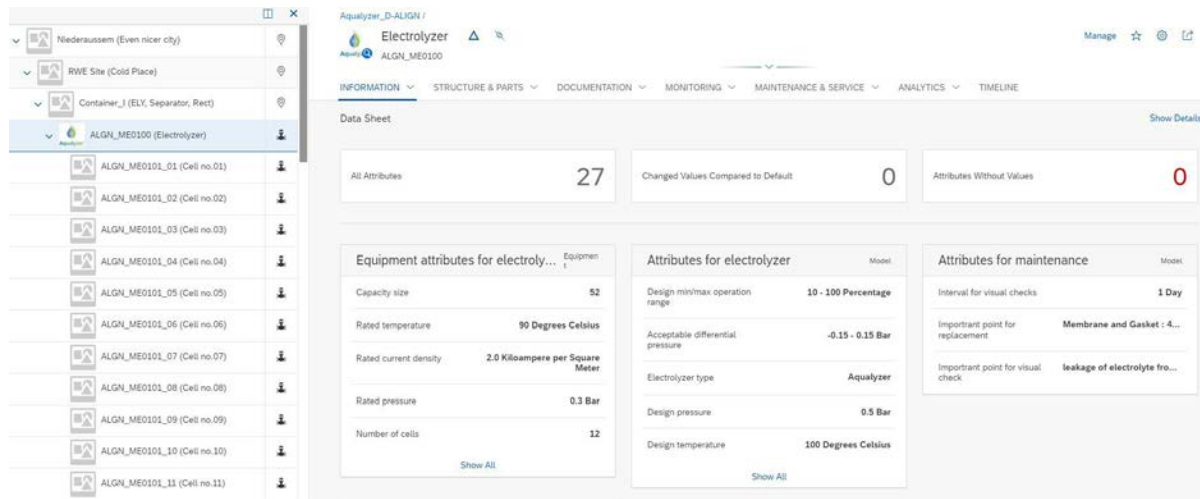 Niederaussem (Even nicer city)
RWE Site (Cold Place)
Container_I (ELY, Separator, Rect)
ALGN_ME0100 (Electrolyzer)
ALGN_ME0101_01 (Cell no.01)
ALGN_ME0101_02 (Cell no.02)
ALGN_ME0101_03 (Cell no.03)
ALGN_ME0101_04 (Cell no.04)
ALGN_ME0101_05 (Cell no.05)
ALGN_ME0101_06 (Cell no.06)
ALGN_ME0101_07 (Cell no.07)
ALGN_ME0101_08 (Cell no.08)
ALGN_ME0101_09 (Cell no.09)
ALGN_ME0101_10 (Cell no.10)
ALGN_ME0101_11 (Cell no.11)
Aqualyzer_D-ALIGN /
Electrolyzer
ALGN_ME0100
Manage
INFORMATION STRUCTURE & PARTS DOCUMENTATION MONITORING MAINTENANCE & SERVICE ANALYTICS TIMELINE
Data Sheet
Show Details
All Attributes 27
Changed Values Compared to Default 0
Attributes Without Values 0
Equipment attributes for electroly... Equipmen
t
Capacity size 52
Rated temperature 90 Degrees Celsius
Rated current density 2.0 Kiloampere per Square
Meter
Rated pressure 0.3 Bar
Number of cells 12
Show All
Attributes for electrolyzer Model
Design min/max operation 10 - 100 Percentage
range
Acceptable differential -0.15 - 0.15 Bar
pressure
Electrolyzer type Aqualyzer
Design pressure 0.5 Bar
Design temperature 100 Degrees Celsius
Show All
Attributes for maintenance Model
Interval for visual checks 1 Day
Importrant point for Membrane and Gasket : 4...
replacement
Important point for visual leakage of electrolyte fro...
check